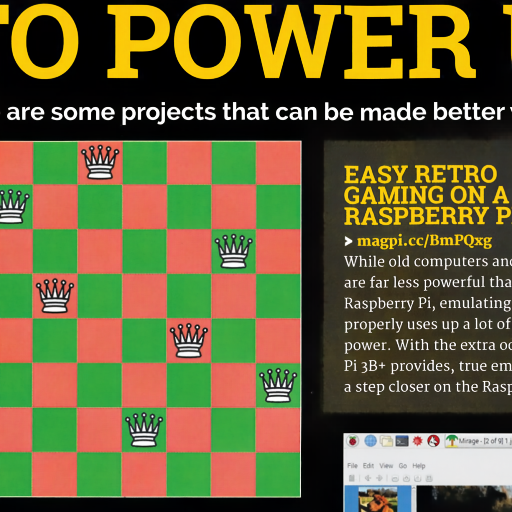 TO POWER
are some projects that can be made better
EASY RETRO
GAMING ON A
RASPBERRY P
> magpi.cc/BmPQxg
While old computers and
are far less powerful tha
Raspberry Pi, emulating
properly uses up a lot of
power. With the extra oo
Pi 3B+ provides, true em
a step closer on the Rasp
Mirage - [2 of 9] 1.j
File Edit View Go Help